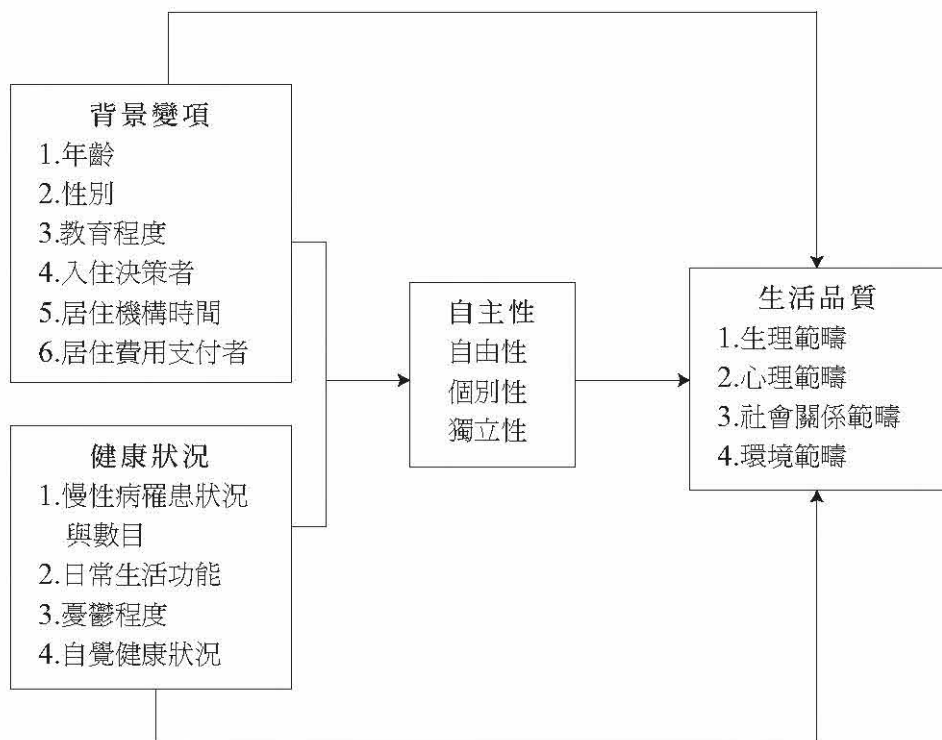 背景變項
1.年齡
2.性別
3.教育程度
4.入住決策者
5.居住機構時間
6.居住費用支付者
健康狀況
1.慢性病罹患狀況
與數目
2.日常生活功能
3.憂鬱程度
4.自覺健康狀況
自主性
自由性
個別性
獨立性
生活品質
1.生理範疇
2.心理範疇
3.社會關係範疇
4.環境範疇